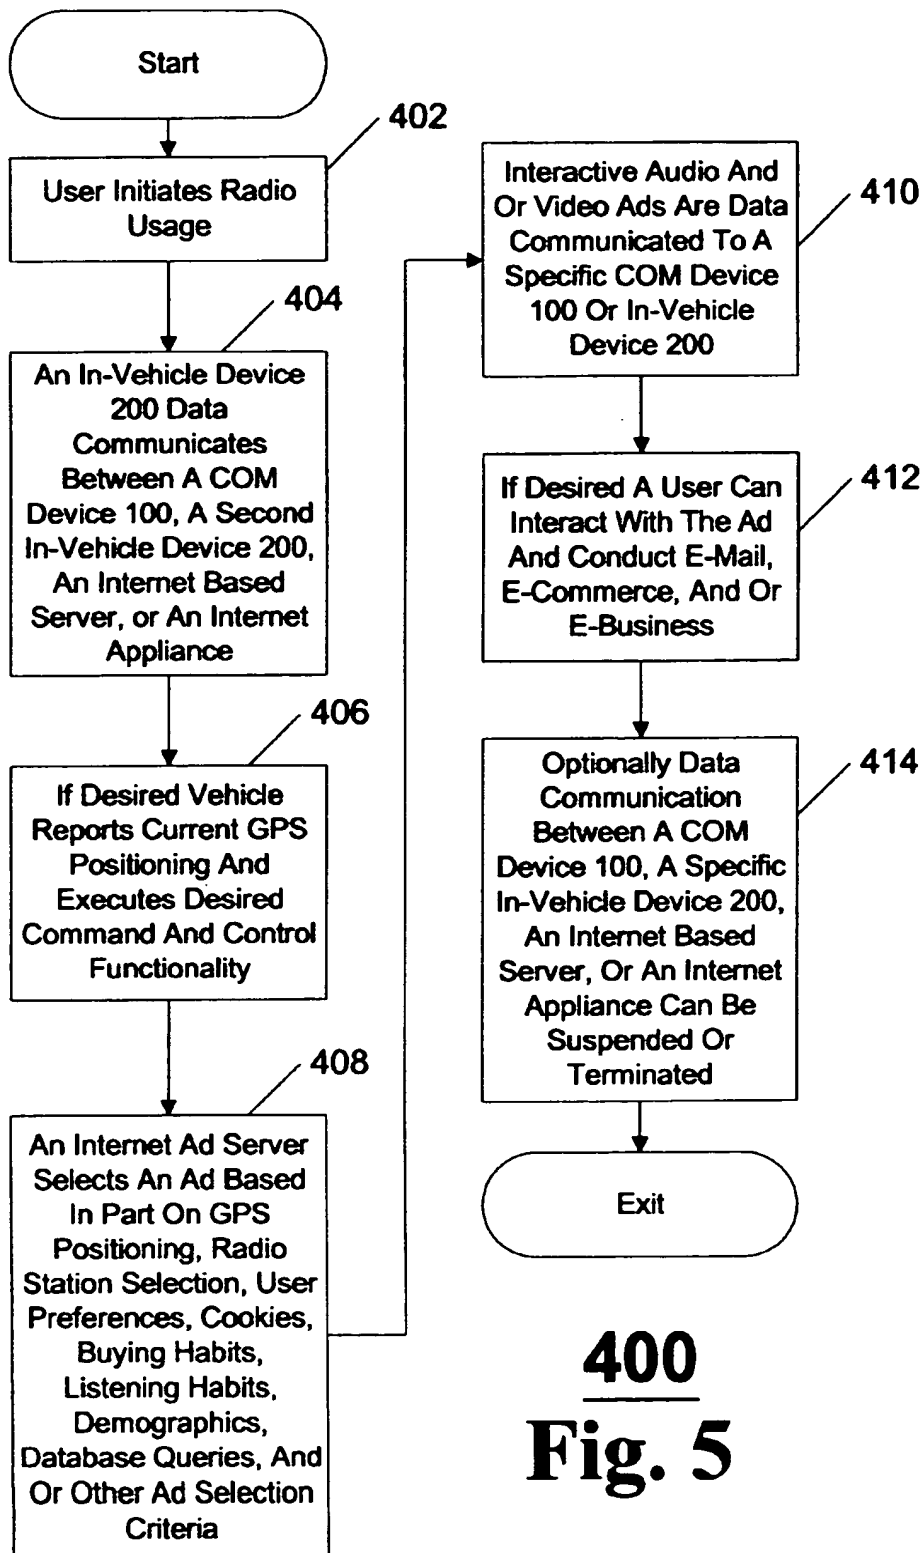 Start
402
User Initiates Radio
Usage
404
An In-Vehicle Device
200 Data
Communicates
Between A COM
Device 100, A Second
In-Vehicle Device 200,
An Internet Based
Server, or An Internet
Appliance
406
If Desired Vehicle
Reports Current GPS
Positioning And
Executes Desired
Command And Control
Functionality
408
An Internet Ad Server
Selects An Ad Based
In Part On GPS
Positioning, Radio
Station Selection, User
Preferences, Cookies,
Buying Habits,
Listening Habits,
Demographics,
Database Queries, And
Or Other Ad Selection
Criteria
Interactive Audio And
Or Video Ads Are Data
Communicated To A
Specific COM Device
100 Or In-Vehicle
Device 200
410
If Desired A User Can
Interact With The Ad
And Conduct E-Mail,
E-Commerce, And Or
E-Business
412
Optionally Data
Communication
Between A COM
Device 100, A Specific
In-Vehicle Device 200,
An Internet Based
Server, Or An Internet
Appliance Can Be
Suspended Or
Terminated
414
Exit
400
Fig. 5